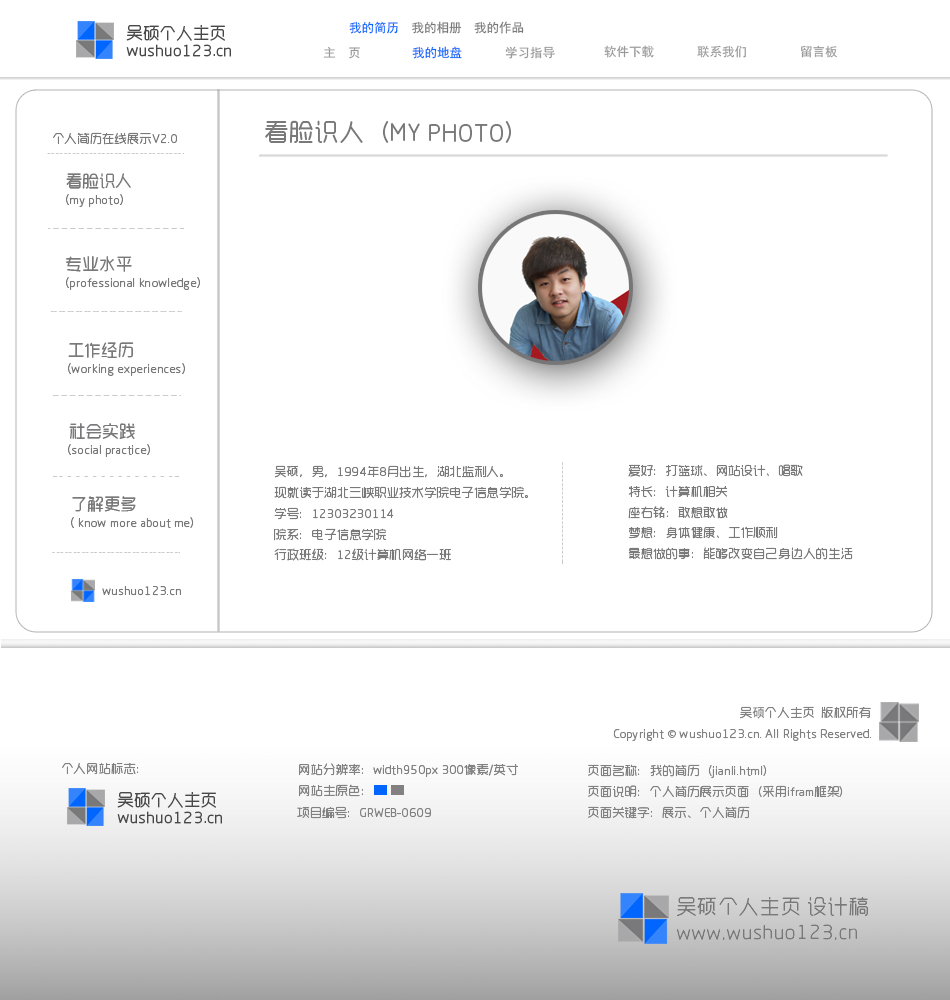 吴硕个人主页
wushuo123.cn
我的简历 我的相册 我的作品
主 页 我的地盘 学习指导 软件下载 联系我们 留言板
个人简历在线展示V2.0
看脸识人
(my photo)
专业水平
(professional knowledge)
工作经历
(working experiences)
社会实践
(social practice)
了解更多
( know more about me)
wushuo123.cn
看脸识人（MY PHOTO）
吴硕，男，1994年8月出生，湖北监利人。
现就读于湖北三峡职业技术学院电子信息学院。
学号：12303230114
院系：电子信息学院
行政班级：12级计算机网络一班
爱好：打篮球、网站设计、唱歌
特长：计算机相关
座右铭：敢想敢做
梦想：身体健康、工作顺利
最想做的事：能够改变自己身边人的生活
吴硕个人主页 版权所有
Copyright © wushuo123.cn. All Rights Reserved.
个人网站标志:
吴硕个人主页
wushuo123.cn
网站分辨率：width950px 300像素/英寸
网站主原色：
项目编号：GRWEB-0609
页面名称：我的简历（jianli.html）
页面说明：个人简历展示页面（采用ifram框架）
页面关键字：展示、个人简历
吴硕个人主页 设计稿
www.wushuo123.cn